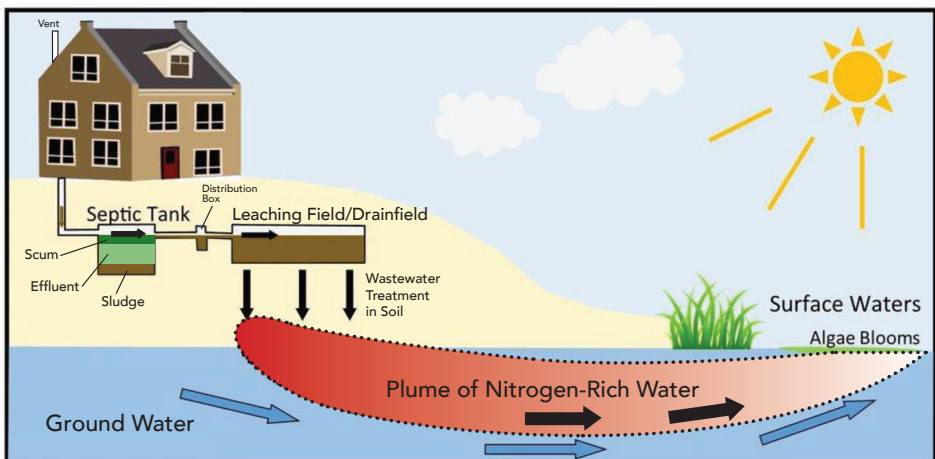 Vent
Distribution
Box
Septic Tank
Leaching Field/Drainfield
Scum
Effluent
Sludge
Wastewater
Treatment
in Soil
Surface Waters
Algae Blooms
Plume of Nitrogen-Rich Water
Ground Water